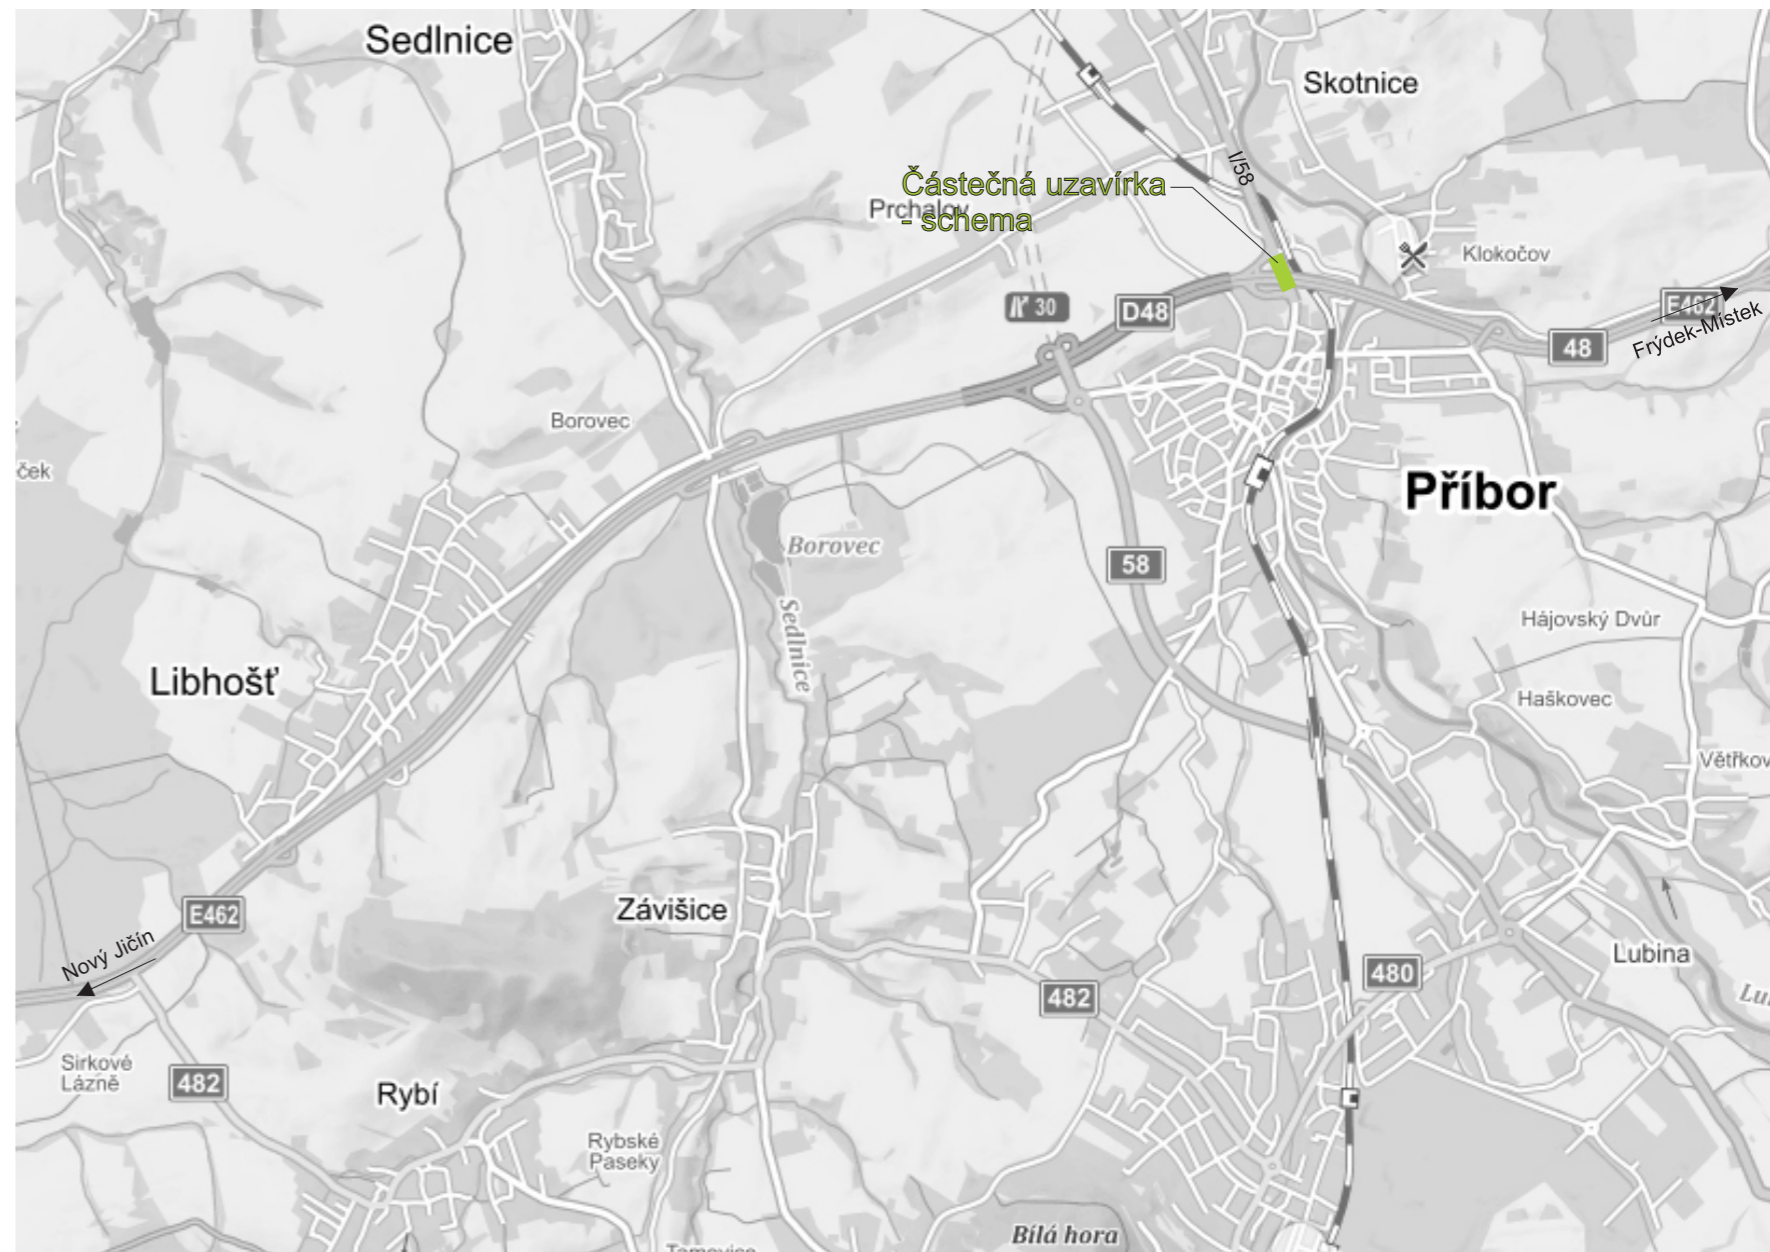 Sedlnice
Skotnice
I/58
Částečná uzavírka
- schema
Prchalov
Klokočov
30
D48
E462
Frýdek-Místek
48
Borovec
ček
Příbor
Borovec
58
Sedlnice
Hájovský Dvůr
Libhošť
Haškovec
Větřkov
Závišice
E462
Nový Jičín
Lubina
480
482
Lu
Sirkové
Lázně
482
Rybí
Rybské
Paseky
Bílá hora